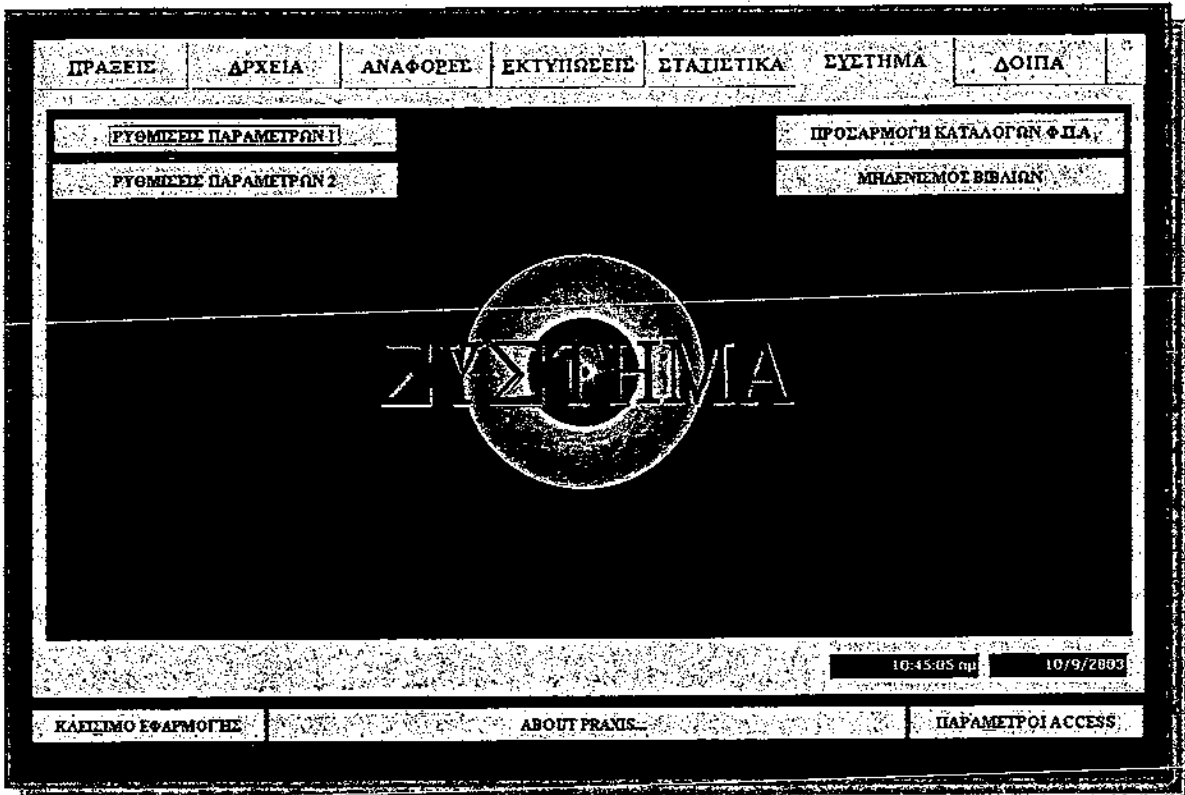 ΠΡΑΞΕΙΣ ΑΡΧΕΙΑ ΑΝΑΦΟΡΕΣ ΕΚΤΥΠΩΣΕΙΣ ΣΤΑΤΙΣΤΙΚΑ ΣΥΣΤΗΜΑ ΛΟΙΠΑ
ΡΥΘΜΙΣΕΙΣ ΠΑΡΑΜΕΤΡΩΝ 1 ΠΡΟΣΑΡΜΟΓΗ ΚΑΤΑΛΟΓΩΝ Φ.Π.Α.
ΡΥΘΜΙΣΕΙΣ ΠΑΡΑΜΕΤΡΩΝ 2 ΜΗΔΕΝΙΣΜΟΣ ΒΙΒΛΙΩΝ
ΣΥΣΤΗΜΑ
10:45:05 πμ 10/9/2003
ΚΛΕΙΣΙΜΟ ΕΦΑΡΜΟΓΗΣ ABOUT PRAXIS... ΠΑΡΑΜΕΤΡΟΙ ACCESS